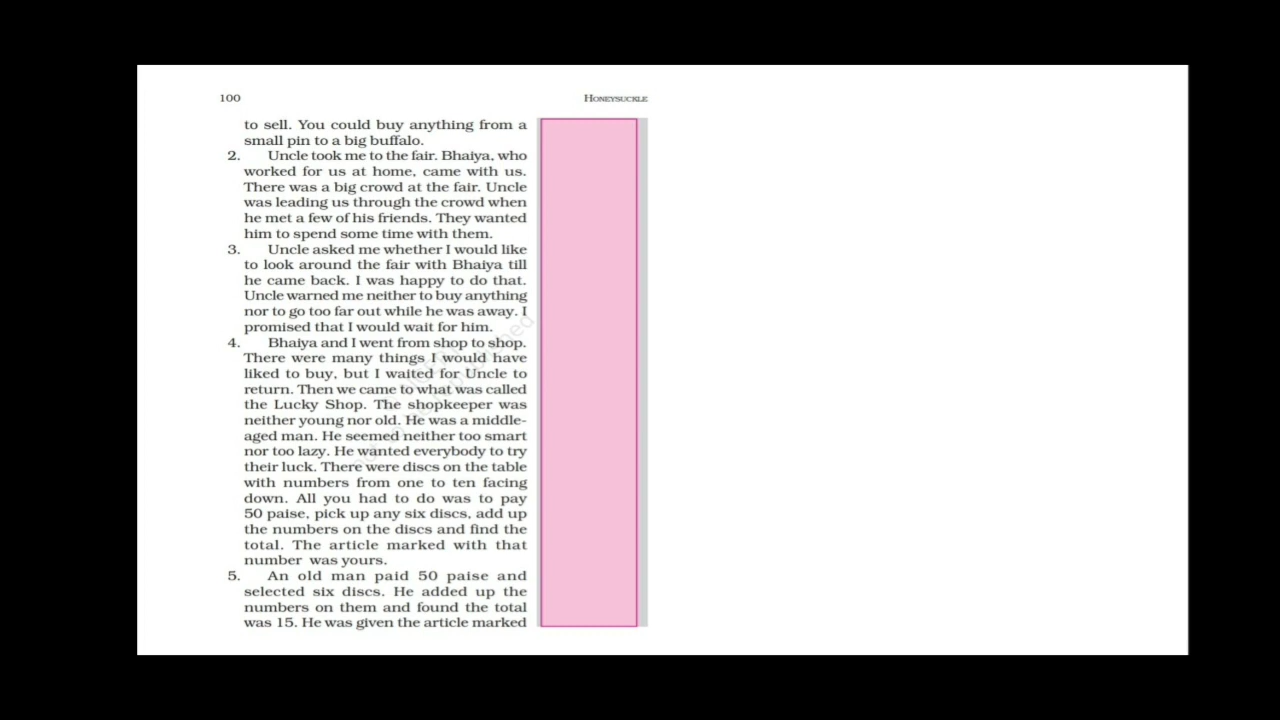 100
HONEYSUCKLE
to sell. You could buy anything from a
small pin to a big buffalo.
2. Uncle took me to the fair. Bhaiya, who
worked for us at home, came with us.
There was a big crowd at the fair. Uncle
was leading us through the crowd when
he met a few of his friends. They wanted
him to spend some time with them.
3. Uncle asked me whether I would like
to look around the fair with Bhaiya till
he came back. I was happy to do that.
Uncle warned me neither to buy anything
nor to go too far out while he was away. I
promised that I would wait for him.
4. Bhaiya and I went from shop to shop.
There were many things I would have
liked to buy, but I waited for Uncle to
return. Then we came to what was called
the Lucky Shop. The shopkeeper was
neither young nor old. He was a middle-
aged man. He seemed neither too smart
nor too lazy. He wanted everybody to try
their luck. There were discs on the table
with numbers from one to ten facing
down. All you had to do was to pay
50 paise, pick up any six discs, add up
the numbers on the discs and find the
total. The article marked with that
number was yours.
5. An old man paid 50 paise and
selected six discs. He added up the
numbers on them and found the total
was 15. He was given the article marked